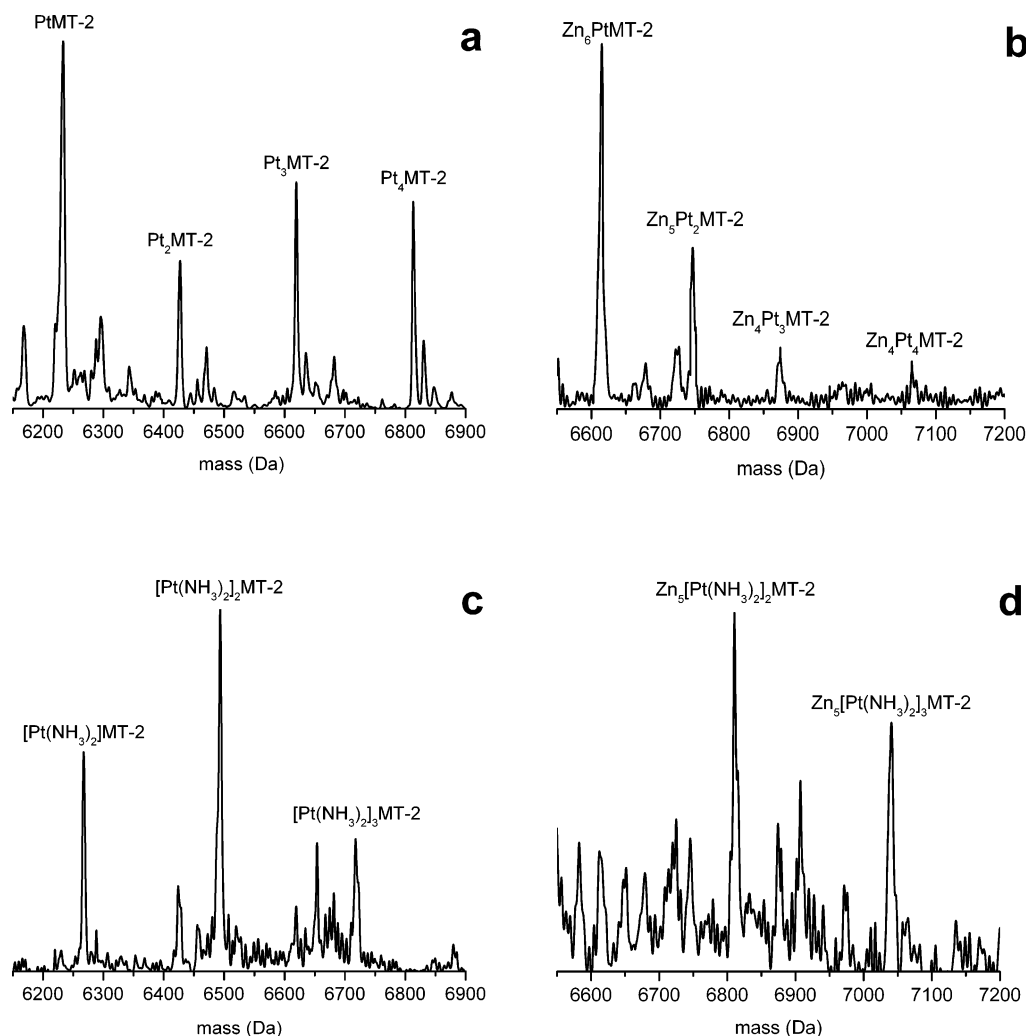 a
PtMT-2
Pt₂MT-2
Pt₃MT-2
Pt₄MT-2
6200 6300 6400 6500 6600 6700 6800 6900
mass (Da)
b
Zn₆PtMT-2
Zn₅Pt₂MT-2
Zn₄Pt₃MT-2
Zn₄Pt₄MT-2
6600 6700 6800 6900 7000 7100 7200
mass (Da)
c
[Pt(NH₃)₂]MT-2
[Pt(NH₃)₂]₂MT-2
[Pt(NH₃)₂]₃MT-2
6200 6300 6400 6500 6600 6700 6800 6900
mass (Da)
d
Zn₅[Pt(NH₃)₂]₂MT-2
Zn₅[Pt(NH₃)₂]₃MT-2
6600 6700 6800 6900 7000 7100 7200
mass (Da)